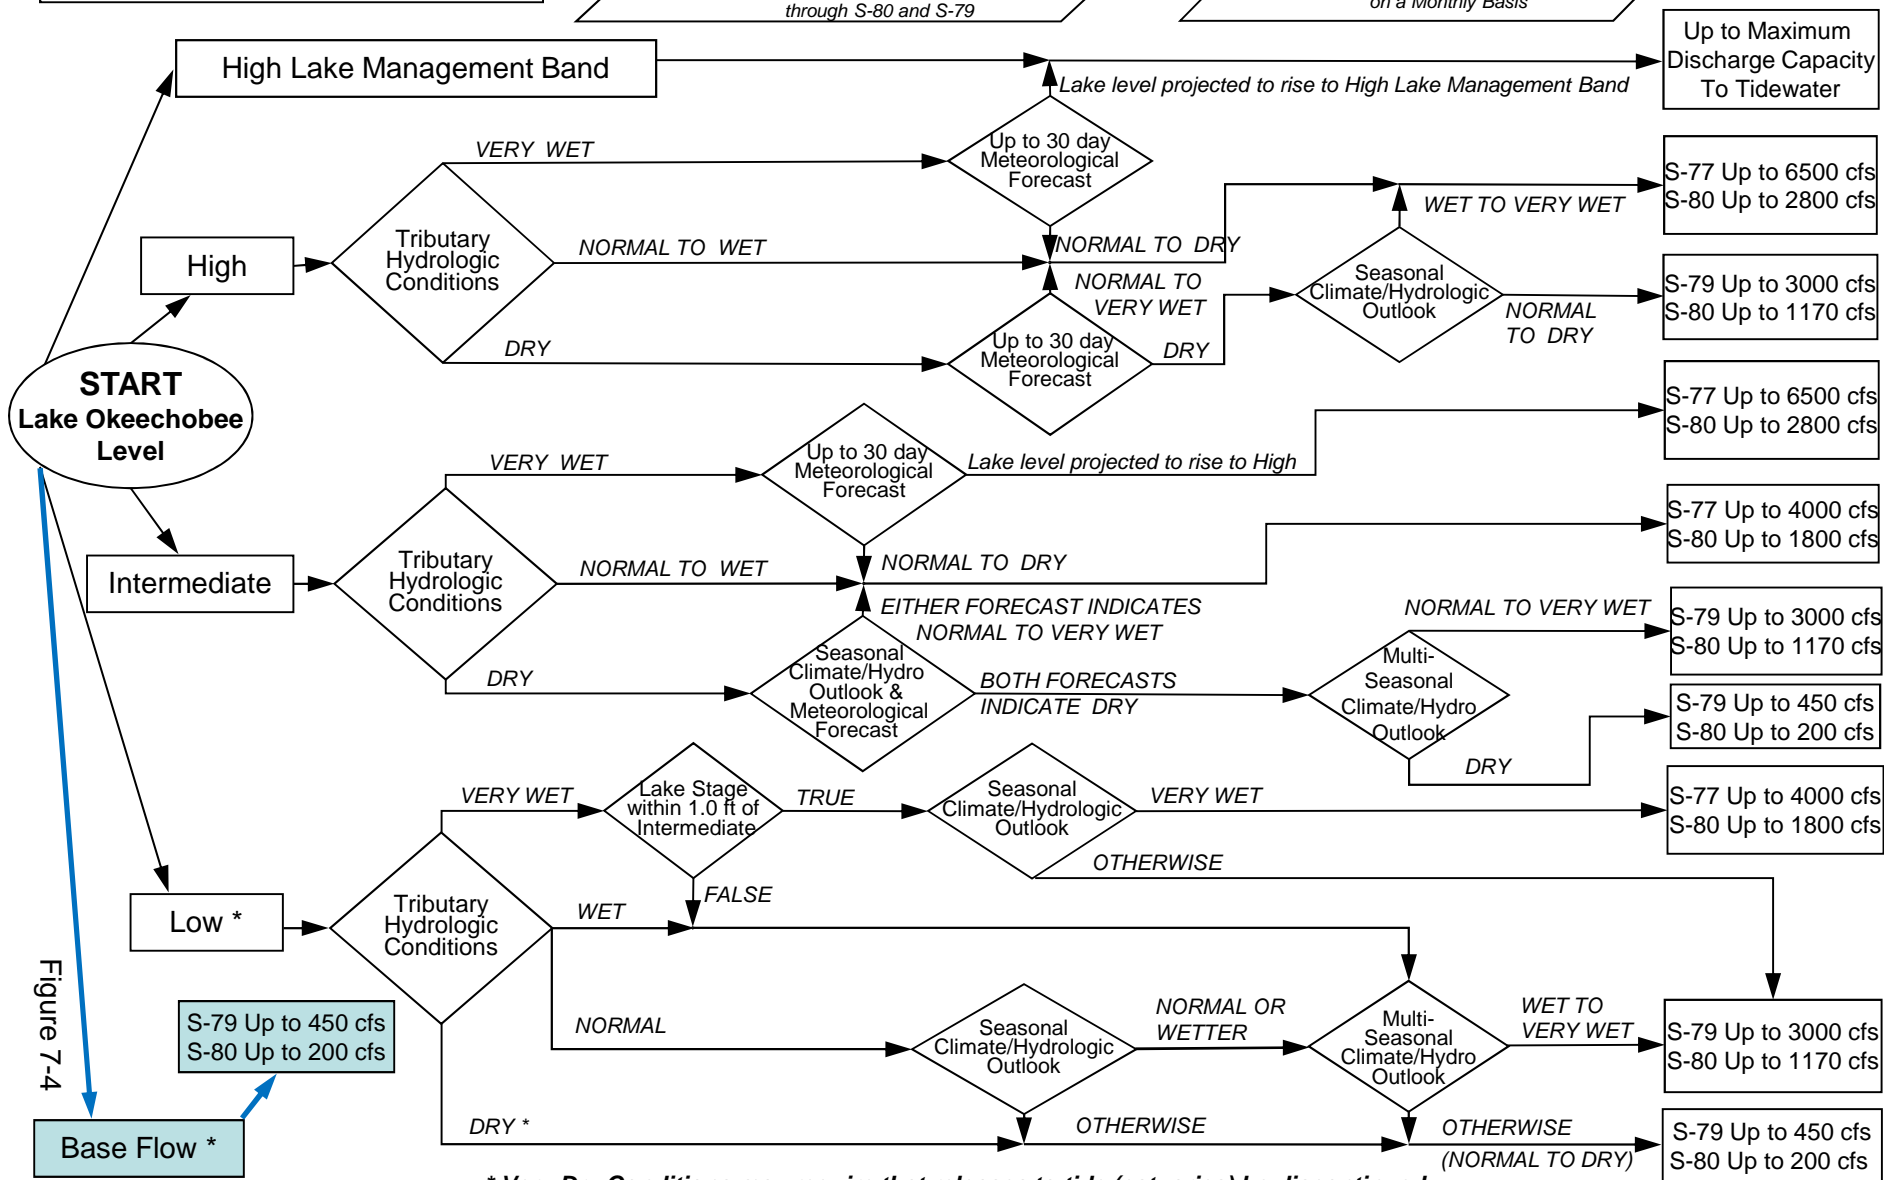 through S-80 and S-79
on a Monthly Basis
High Lake Management Band
Lake level projected to rise to High Lake Management Band
Up to Maximum
Discharge Capacity
To Tidewater
VERY WET
Up to 30 day
Meteorological
Forecast
S-77 Up to 6500 cfs
S-80 Up to 2800 cfs
WET TO VERY WET
High
Tributary
Hydrologic
Conditions
NORMAL TO WET
NORMAL TO DRY
NORMAL TO
VERY WET
Seasonal
Climate/Hydrologic
Outlook
NORMAL
TO DRY
S-79 Up to 3000 cfs
S-80 Up to 1170 cfs
DRY
Up to 30 day
Meteorological
Forecast
DRY
START
Lake Okeechobee
Level
S-77 Up to 6500 cfs
S-80 Up to 2800 cfs
VERY WET
Up to 30 day
Meteorological
Forecast
Lake level projected to rise to High
S-77 Up to 4000 cfs
S-80 Up to 1800 cfs
Intermediate
Tributary
Hydrologic
Conditions
NORMAL TO WET
NORMAL TO DRY
EITHER FORECAST INDICATES
NORMAL TO VERY WET
NORMAL TO VERY WET
S-79 Up to 3000 cfs
S-80 Up to 1170 cfs
DRY
Seasonal
Climate/Hydro
Outlook &
Meteorological
Forecast
BOTH FORECASTS
INDICATE DRY
Multi-
Seasonal
Climate/Hydro
Outlook
S-79 Up to 450 cfs
S-80 Up to 200 cfs
DRY
VERY WET
Lake Stage
within 1.0 ft of
Intermediate
TRUE
Seasonal
Climate/Hydrologic
Outlook
VERY WET
S-77 Up to 4000 cfs
S-80 Up to 1800 cfs
OTHERWISE
FALSE
Low *
Tributary
Hydrologic
Conditions
WET
NORMAL
Seasonal
Climate/Hydrologic
Outlook
NORMAL OR
WETTER
Multi-
Seasonal
Climate/Hydro
Outlook
WET TO
VERY WET
S-79 Up to 3000 cfs
S-80 Up to 1170 cfs
Figure 7-4
S-79 Up to 450 cfs
S-80 Up to 200 cfs
Base Flow *
DRY *
OTHERWISE
OTHERWISE
(NORMAL TO DRY)
S-79 Up to 450 cfs
S-80 Up to 200 cfs